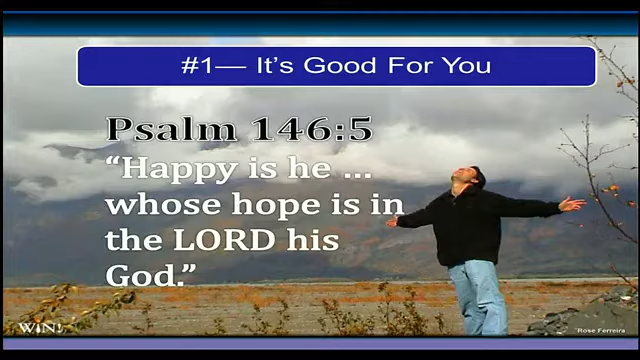 #1— It's Good For You
Psalm 146:5
“Happy is he ...
whose hope is in
the LORD his
God.”
WIN!
"Rose Ferreira